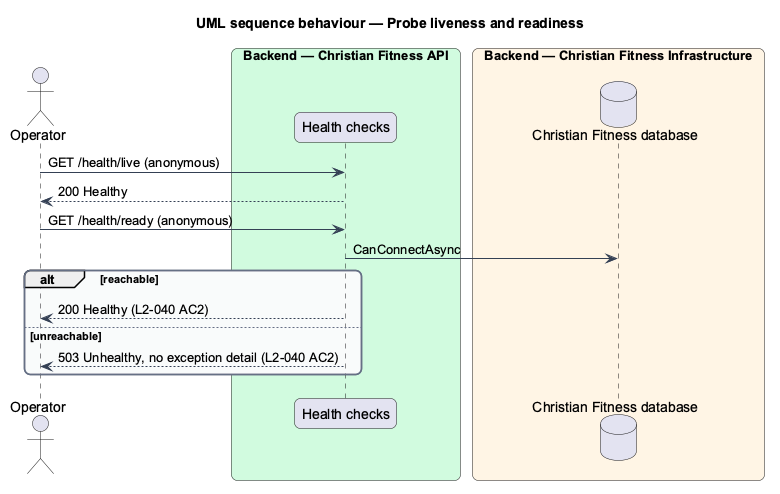 UML sequence behaviour — Probe liveness and readiness
Backend — Christian Fitness API
Backend — Christian Fitness Infrastructure
Operator
Health checks
Christian Fitness database
GET /health/live (anonymous)
200 Healthy
GET /health/ready (anonymous)
CanConnectAsync
alt
[reachable]
200 Healthy (L2-040 AC2)
[unreachable]
503 Unhealthy, no exception detail (L2-040 AC2)
Operator
Health checks
Christian Fitness database